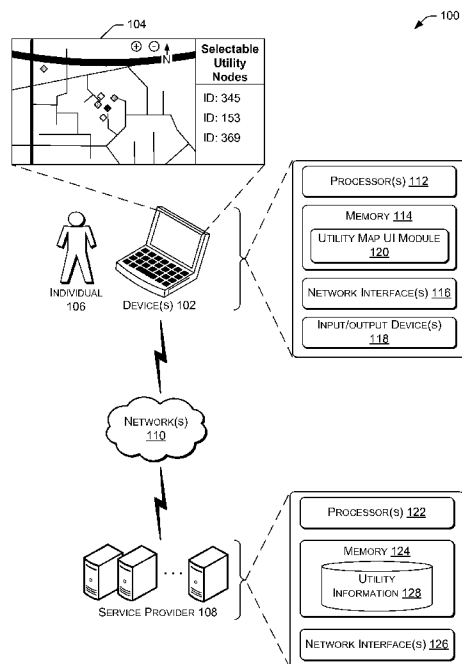 104
100
N
Selectable
Utility
Nodes
ID: 345
ID: 153
ID: 369
PROCESSOR(S) 112
MEMORY 114
UTILITY MAP UI MODULE
120
NETWORK INTERFACE(S) 116
INPUT/OUTPUT DEVICE(S)
118
INDIVIDUAL
106
DEVICE(S) 102
NETWORK(S)
110
PROCESSOR(S) 122
MEMORY 124
UTILITY
INFORMATION 128
NETWORK INTERFACE(S) 126
SERVICE PROVIDER 108